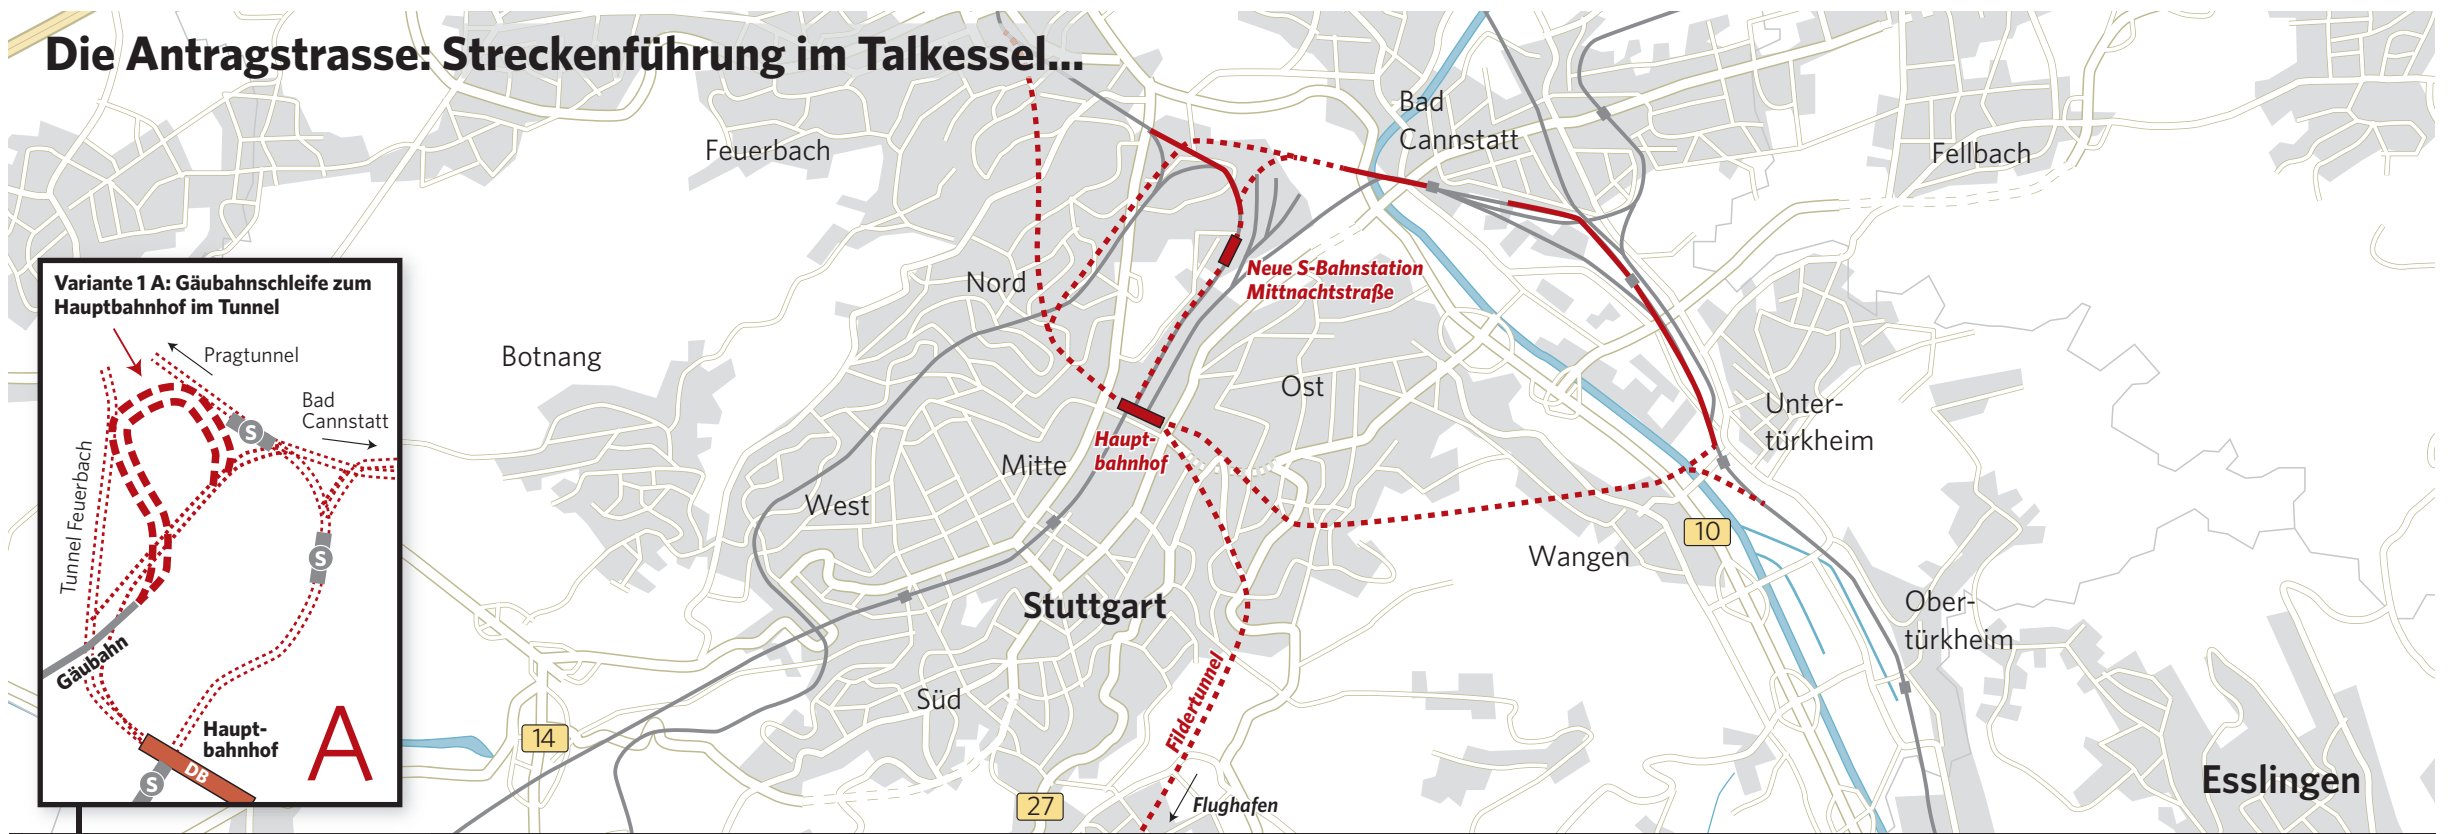 Die Antragstrasse: Streckenführung im Talkessel...
Bad
Cannstatt
Feuerbach
Fellbach
Neue S-Bahnstation
Mittnachtstraße
Nord
Variante 1 A: Gäubahnschleife zum
Hauptbahnhof im Tunnel
Pragtunnel
Bad
Cannstatt
Tunnel Feuerbach
S
S
Gäubahn
Haupt-
bahnhof
DB
S
A
Botnang
Ost
Unter-
türkheim
Haupt-
bahnhof
Mitte
West
10
Wangen
Stuttgart
Ober-
türkheim
Süd
Fildertunnel
14
27
Flughafen
Esslingen